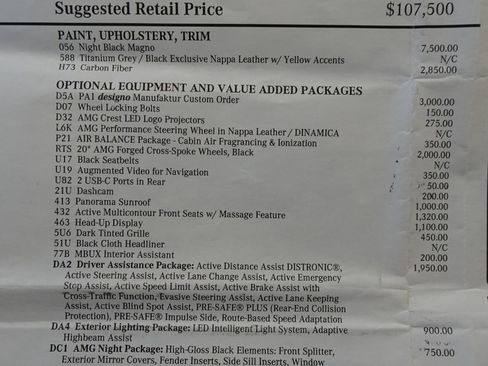 Suggested Retail Price $107,500
PAINT, UPHOLSTERY, TRIM
056 Night Black Magno 7,500.00
588 Titanium Grey / Black Exclusive Nappa Leather w/ Yellow Accents N/C
H73 Carbon Fiber 2,850.00
OPTIONAL EQUIPMENT AND VALUE ADDED PACKAGES
D5A PA1 designo Manufaktur Custom Order 3,000.00
D07 Wheel Locking Bolts 150.00
D32 AMG Crest LED Logo Projectors 275.00
L6K AMG Performance Steering Wheel in Nappa Leather / DINAMICA N/C
P21 AIR BALANCE Package - Cabin Air Fragrancing & Ionization 350.00
RTS 20" AMG Forged Cross-Spoke Wheels, Black 2,000.00
U17 Black Seatbelts N/C
U19 Augmented Video for Navigation 350.00
U82 2 USB-C Ports in Rear 50.00
21U Dashcam 200.00
413 Panorama Sunroof 1,000.00
432 Active Multicontour Front Seats w/ Massage Feature 1,320.00
463 Head-Up Display 1,100.00
5U6 Dark Tinted Grille 450.00
51U Black Cloth Headliner N/C
77B MBUX Interior Assistant 200.00
DA2 Driver Assistance Package: Active Distance Assist DISTRONIC®, 1,950.00
Active Steering Assist, Active Lane Change Assist, Active Emergency
Stop Assist, Active Speed Limit Assist, Active Brake Assist with
Cross-Traffic Function, Evasive Steering Assist, Active Lane Keeping
Assist, Active Blind Spot Assist, PRE-SAFE® PLUS (Rear-End Collision
Protection), PRE-SAFE® Impulse Side, Route-Based Speed Adaptation
DA4 Exterior Lighting Package: LED Intelligent Light System, Adaptive 900.00
Highbeam Assist
DC1 AMG Night Package: High-Gloss Black Elements: Front Splitter, 750.00
Exterior Mirror Covers, Fender Inserts, Side Sill Inserts, Window